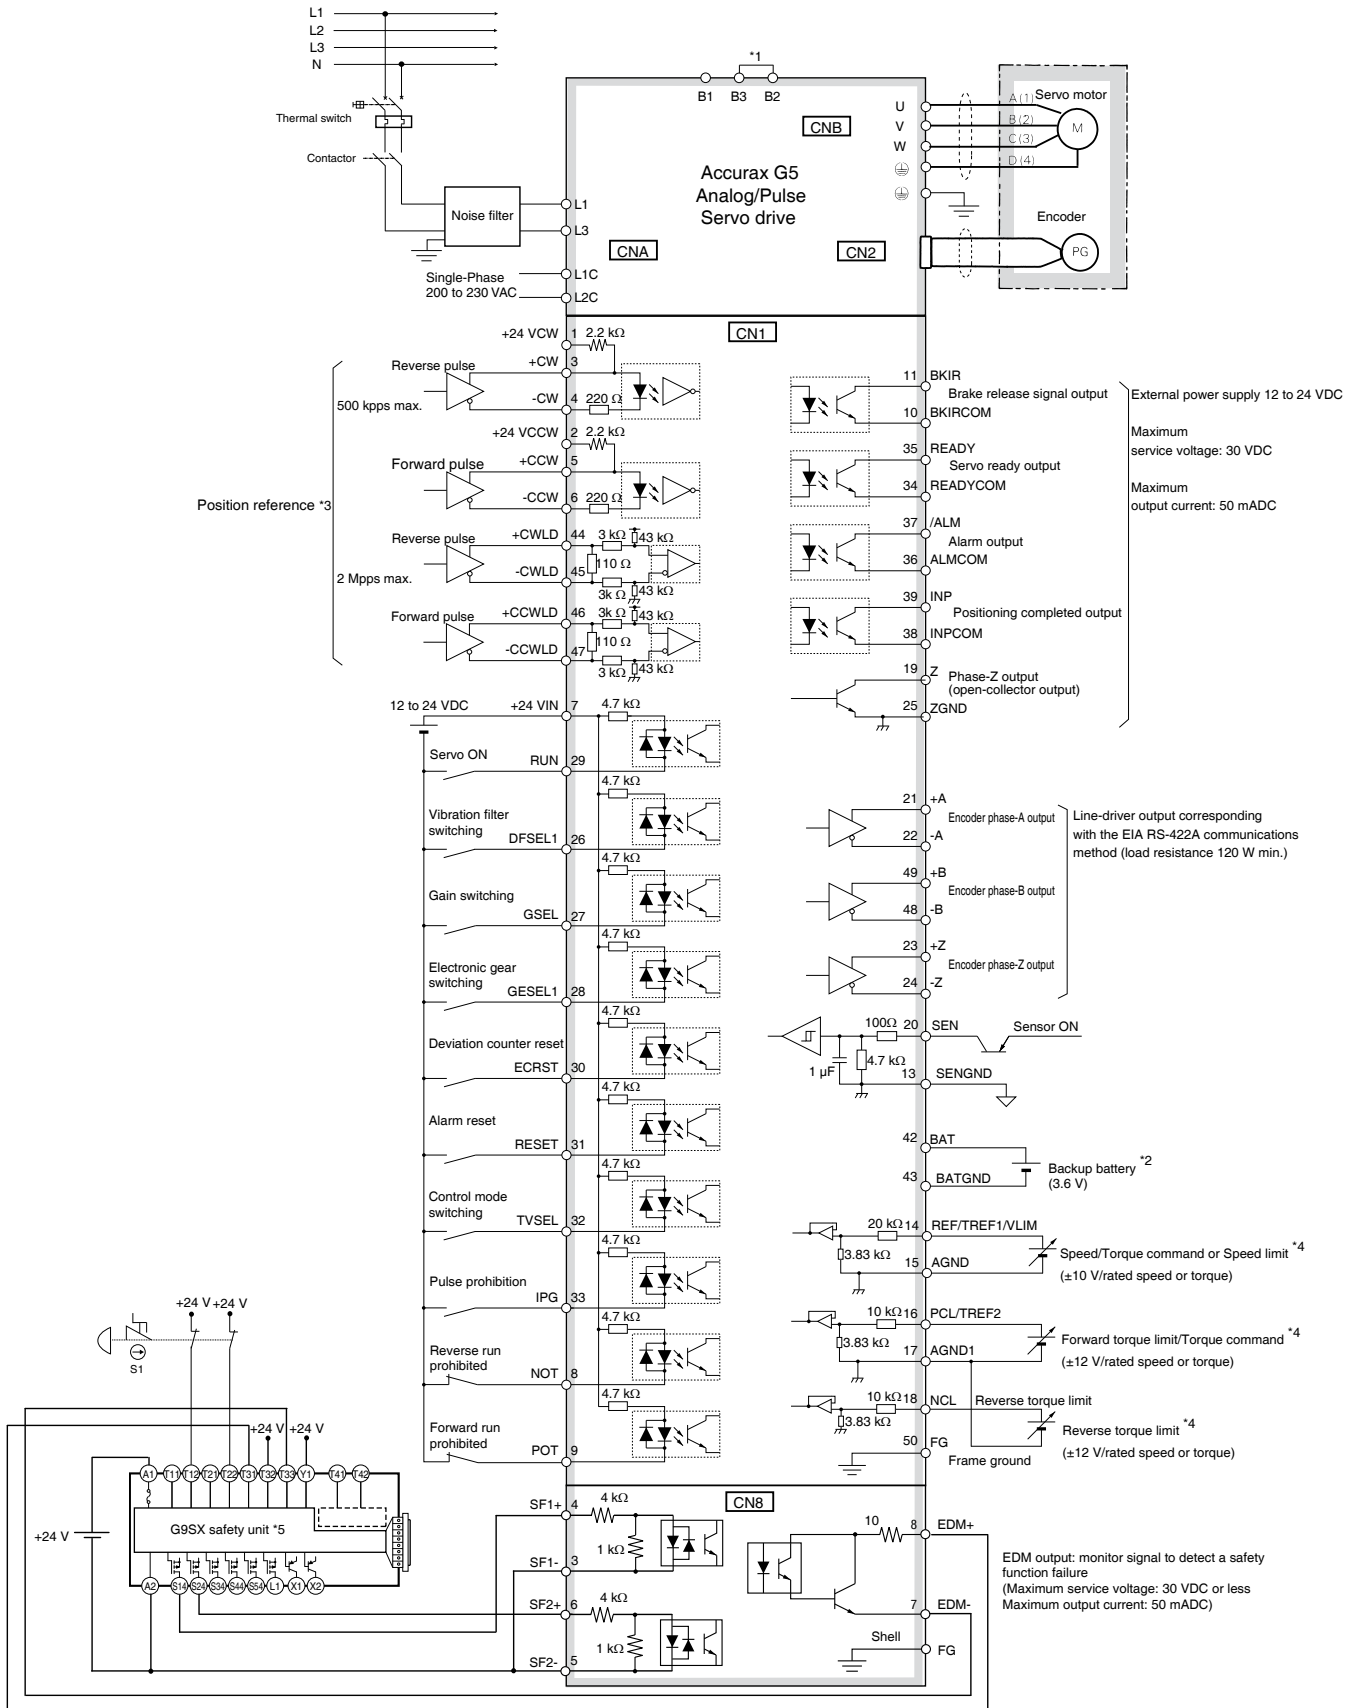 L1
L2
L3
N
Thermal switch
Contactor
Noise filter
L1
L3
Single-Phase
200 to 230 VAC
L1C
L2C
*1
B1 B3 B2
CNB
Accurax G5
Analog/Pulse
Servo drive
CNA
CN2
U
V
W
A (1)
B (2)
C (3)
D (4)
Servo motor
M
Encoder
PG
CN1
Position reference *3
500 kpps max.
2 Mpps max.
+24 VCW 1 2.2 kΩ
Reverse pulse
+CW 3
-CW 4 220 Ω
+24 VCCW 2 2.2 kΩ
Forward pulse
+CCW 5
-CCW 6 220 Ω
Reverse pulse
+CWLD 44 3 kΩ 43 kΩ
110 Ω
-CWLD 45 3k Ω 43 kΩ
Forward pulse
+CCWLD 46 3k Ω 43 kΩ
110 Ω
-CCWLD 47 3 kΩ 43 kΩ
12 to 24 VDC
+24 VIN 7 4.7 kΩ
Servo ON
RUN 29
4.7 kΩ
Vibration filter
switching
DFSEL1 26
4.7 kΩ
Gain switching
GSEL 27
4.7 kΩ
Electronic gear
switching
GESEL1 28
4.7 kΩ
Deviation counter reset
ECRST 30
4.7 kΩ
Alarm reset
RESET 31
4.7 kΩ
Control mode
switching
TVSEL 32
4.7 kΩ
Pulse prohibition
IPG 33
4.7 kΩ
Reverse run
prohibited
NOT 8
4.7 kΩ
Forward run
prohibited
POT 9
11 BKIR
Brake release signal output
10 BKIRCOM
35 READY
Servo ready output
34 READYCOM
37 /ALM
Alarm output
36 ALMCOM
39 INP
Positioning completed output
38 INPCOM
19 Z
Phase-Z output
(open-collector output)
25 ZGND
External power supply 12 to 24 VDC
Maximum
service voltage: 30 VDC
Maximum
output current: 50 mADC
21 +A
Encoder phase-A output
22 -A
49 +B
Encoder phase-B output
48 -B
23 +Z
Encoder phase-Z output
24 -Z
Line-driver output corresponding
with the EIA RS-422A communications
method (load resistance 120 W min.)
100Ω 20 SEN
Sensor ON
1 µF
4.7 kΩ
13 SENGND
42 BAT
Backup battery *2
(3.6 V)
43 BATGND
20 kΩ 14 REF/TREF1/VLIM
3.83 kΩ
15 AGND
Speed/Torque command or Speed limit *4
(±10 V/rated speed or torque)
10 kΩ 16 PCL/TREF2
3.83 kΩ
17 AGND1
Forward torque limit/Torque command *4
(±12 V/rated speed or torque)
10 kΩ 18 NCL
Reverse torque limit
3.83 kΩ
Reverse torque limit *4
(±12 V/rated speed or torque)
50 FG
Frame ground
+24 V +24 V
S1
+24 V +24 V
A1 T11 T12 T21 T22 T31 T32 T33 Y1 T41 T42
+24 V
G9SX safety unit *5
A2 S14 S24 S34 S44 S54 L1 X1 X2
CN8
SF1+ 4 4 kΩ
1 kΩ
SF1- 3
SF2+ 6 4 kΩ
1 kΩ
SF2- 5
10 8 EDM+
7 EDM-
Shell
FG
EDM output: monitor signal to detect a safety
function failure
(Maximum service voltage: 30 VDC or less
Maximum output current: 50 mADC)